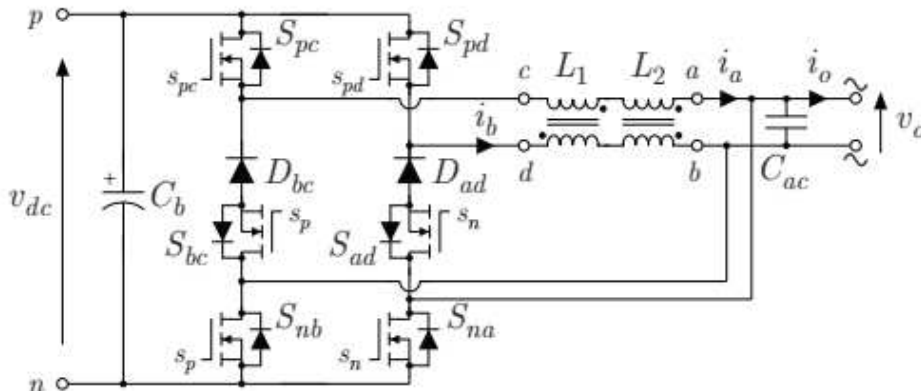 p
S_pc
S_pd
s_pc
s_pd
c
L_1
L_2
a
i_a
i_o
i_b
d
b
C_ac
D_bc
D_ad
v_dc
+
C_b
s_p
s_n
S_bc
S_ad
S_nb
S_na
s_p
s_n
n